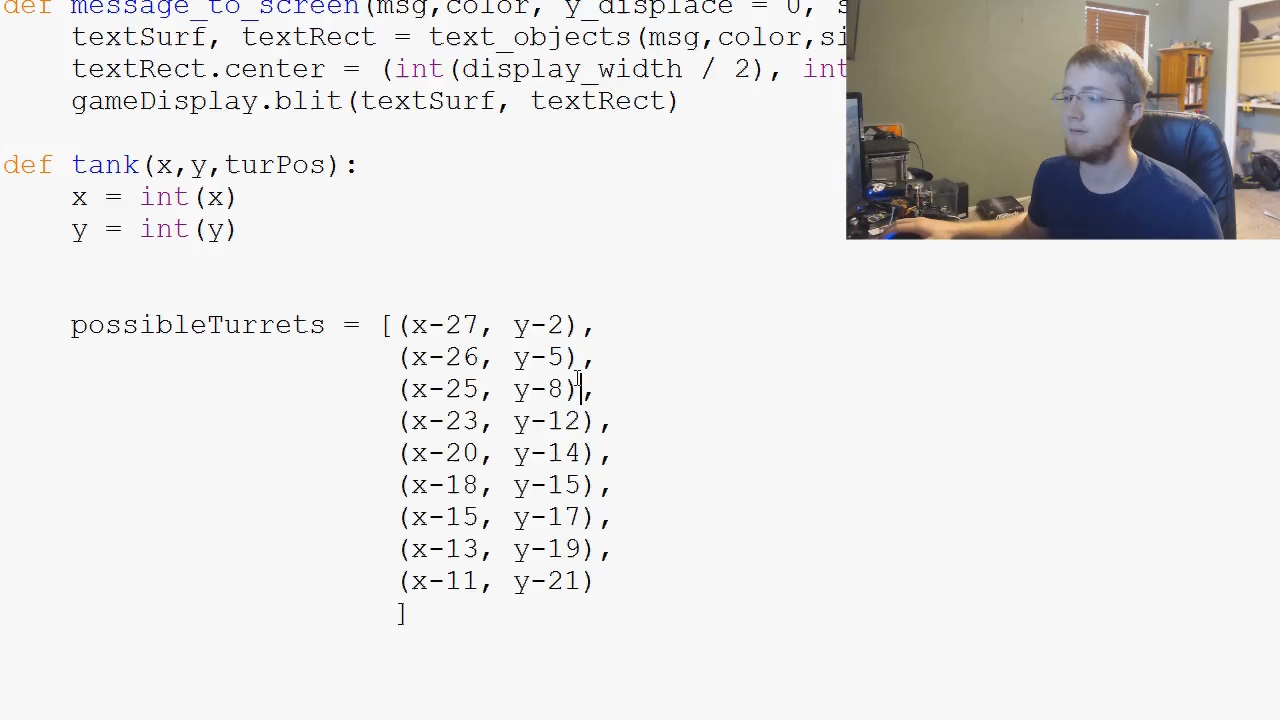 def message_to_screen(msg,color, y_displace = 0, s
textSurf, textRect = text_objects(msg,color,si
textRect.center = (int(display_width / 2), int
gameDisplay.blit(textSurf, textRect)
def tank(x,y,turPos):
x = int(x)
y = int(y)
possibleTurrets = [(x-27, y-2),
(x-26, y-5),
(x-25, y-8),
(x-23, y-12),
(x-20, y-14),
(x-18, y-15),
(x-15, y-17),
(x-13, y-19),
(x-11, y-21)
]